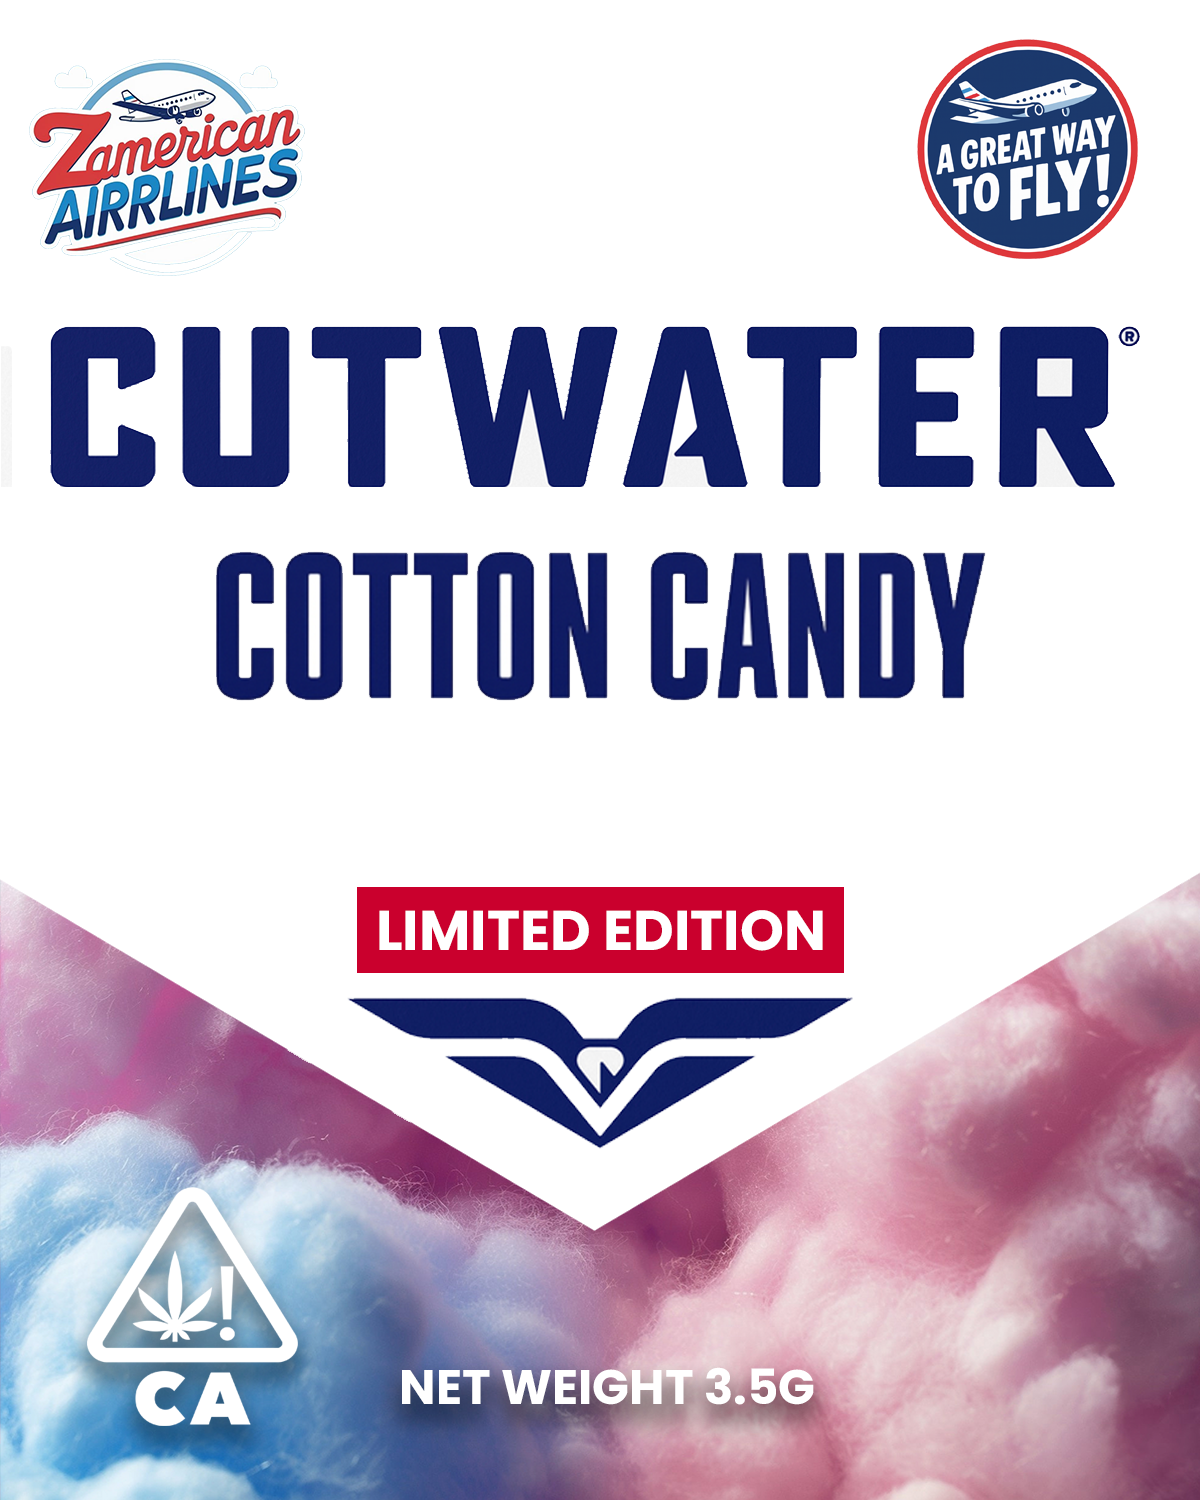 Zamerican
AIRRLINES
A GREAT WAY
TO FLY!
CUTWATER®
COTTON CANDY
LIMITED EDITION
!
CA
NET WEIGHT 3.5G